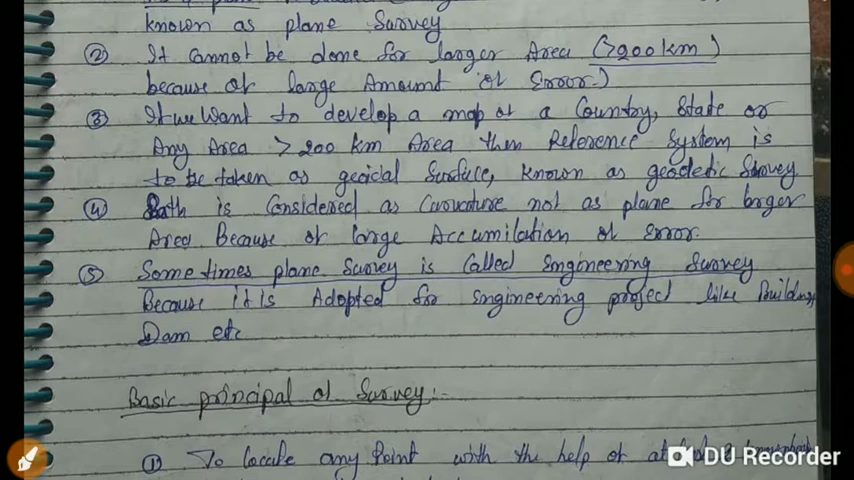 known as plane Survey
② It cannot be done for larger Area (>200 km)
because of large Amount of Error.)
③ If we Want to develop a map of a Country, State or
Any Area > 200 km Area then Reference System is
to be taken as geoidal Surface, known as geodetic Survey
④ Path is Considered as Curvature not as plane for larger
Area Because of large Accumilation of Error.
⑤ Some times plane Survey is Called Engineering Survey
Because it is Adopted for Engineering project like Building,
Dam etc
Basic principal of Survey:-
① To locate any Point with the help of at
DU Recorder